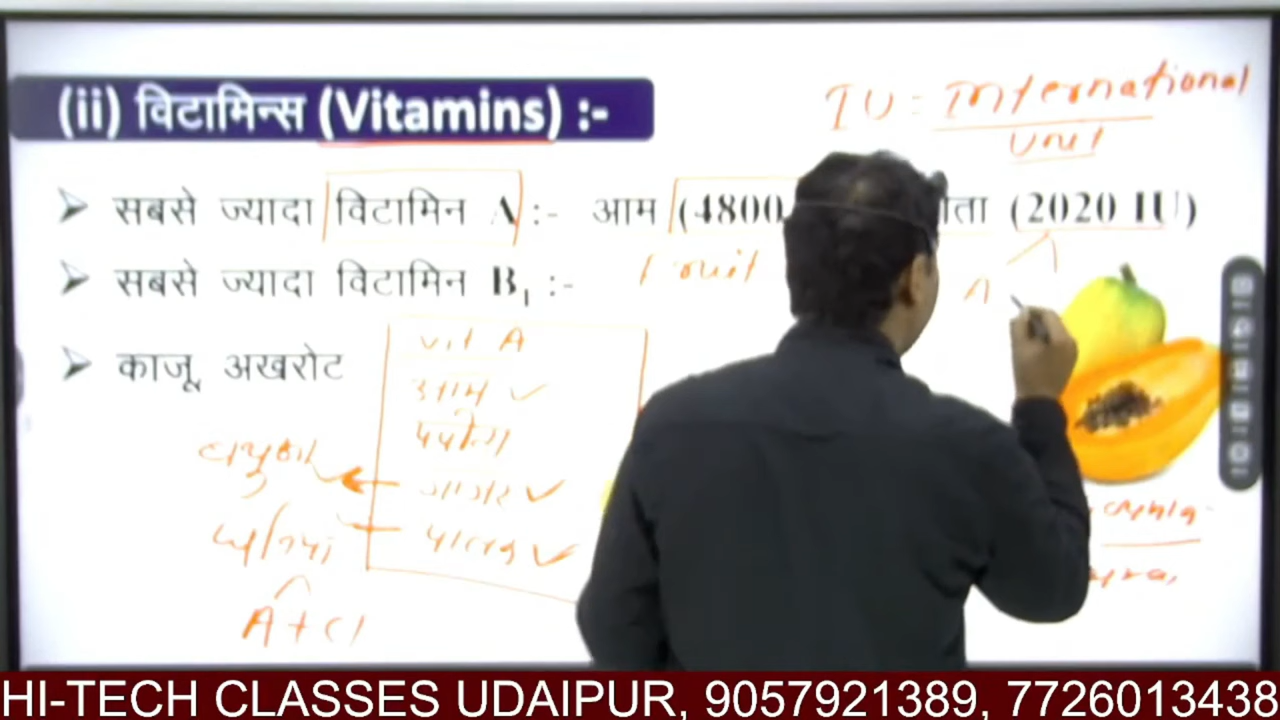 (ii) विटामिन्स (Vitamins) :-
IU = International
Unit
➤ सबसे ज्यादा विटामिन A :- आम (4800 ता (2020 IU)
➤ सबसे ज्यादा विटामिन B₁ :-
Fruit
A
➤ काजू, अखरोट
vit A
आम ✓
पपीता
गाजर ✓
पालक ✓
A + C
HI-TECH CLASSES UDAIPUR, 9057921389, 7726013438